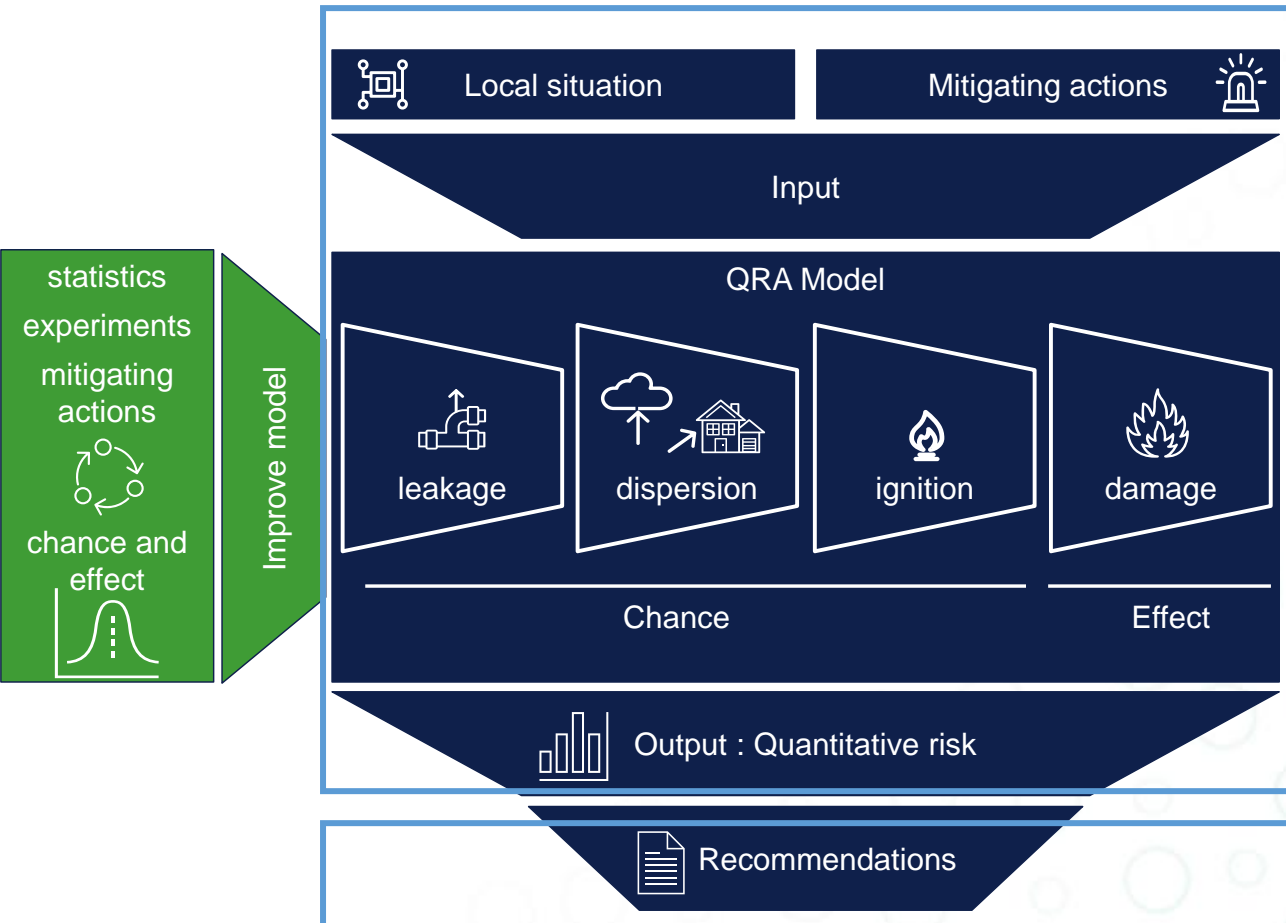 Local situation
Mitigating actions
Input
statistics
experiments
mitigating
actions
chance and
effect
Improve model
QRA Model
leakage
dispersion
ignition
damage
Chance
Effect
Output : Quantitative risk
Recommendations